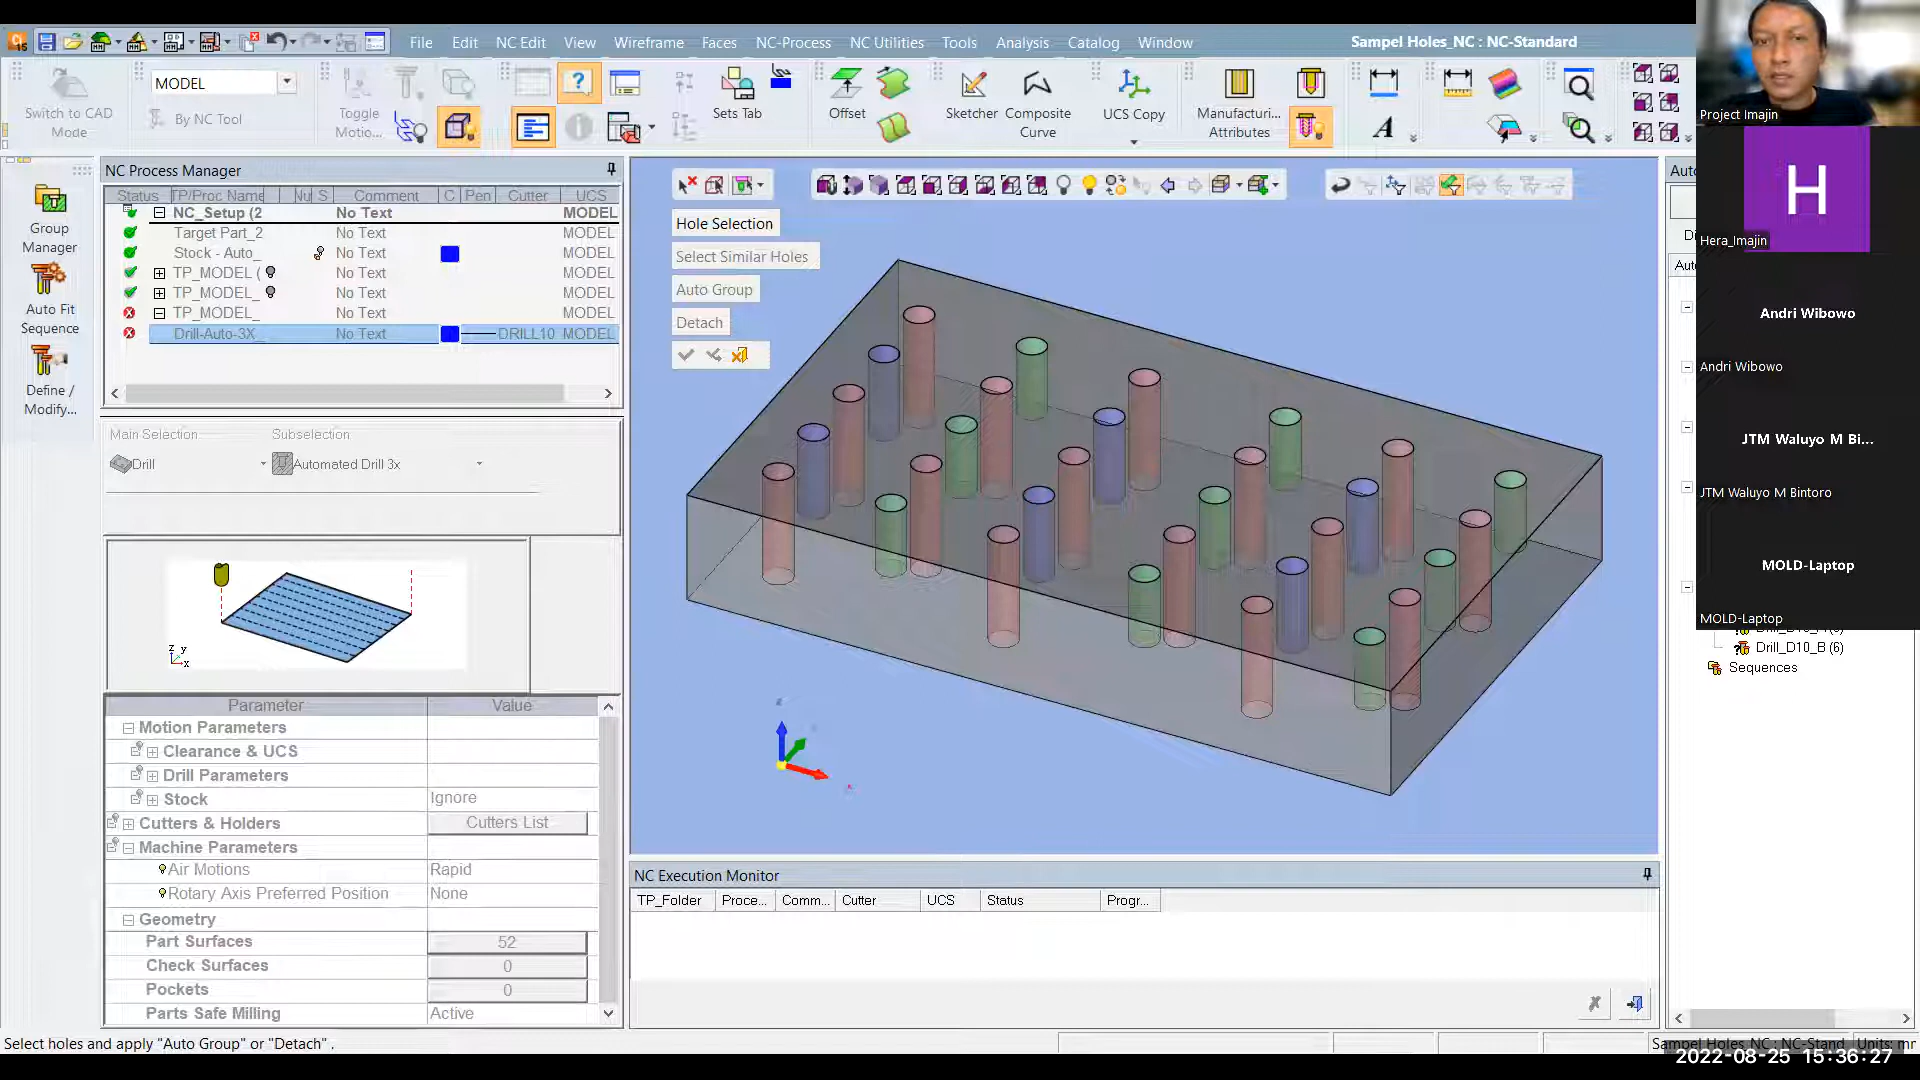 File Edit NC Edit View Wireframe Faces NC-Process NC Utilities Tools Analysis Catalog Window Sampel Holes_NC : NC-Standard
Switch to CAD
Mode
MODEL
By NC Tool
Toggle
Motio...
Sets Tab
Offset
Sketcher
Composite
Curve
UCS Copy
Manufacturi...
Attributes
Project Imajin
NC Process Manager
Status TP/Proc Name Nu S Comment C Pen Cutter UCS
NC_Setup (2 No Text MODEL
Target Part_2 No Text MODEL
Stock - Auto_ No Text MODEL
TP_MODEL ( No Text MODEL
TP_MODEL_ No Text MODEL
TP_MODEL_ No Text MODEL
Drill-Auto-3X_ No Text DRILL10 MODEL
Group
Manager
Auto Fit
Sequence
Define /
Modify...
Main Selection Subselection
Drill Automated Drill 3x
Z Y
X
Parameter Value
Motion Parameters
Clearance & UCS
Drill Parameters
Stock Ignore
Cutters & Holders Cutters List
Machine Parameters
Air Motions Rapid
Rotary Axis Preferred Position None
Geometry
Part Surfaces 52
Check Surfaces 0
Pockets 0
Parts Safe Milling Active
Hole Selection
Select Similar Holes
Auto Group
Detach
NC Execution Monitor
TP_Folder Proce... Comm... Cutter UCS Status Progr...
H
Hera_Imajin
Andri Wibowo
Andri Wibowo
JTM Waluyo M Bi...
JTM Waluyo M Bintoro
MOLD-Laptop
MOLD-Laptop
Drill_D10_B (6)
Sequences
Select holes and apply "Auto Group" or "Detach" .
Sampel Holes_NC : NC-Stand Units: mm
2022-08-25 15:36:27